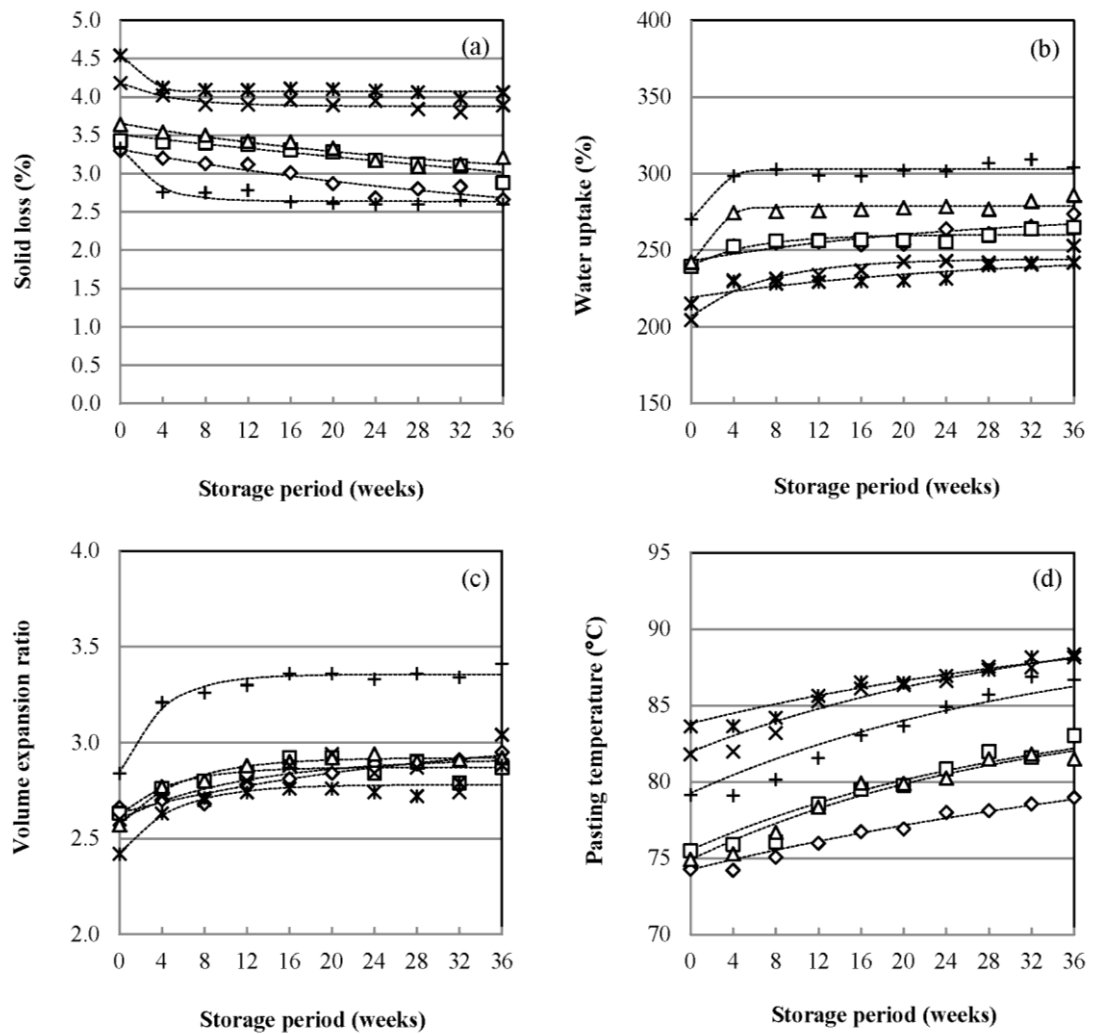 (a)
Solid loss (%)
5.0
4.5
4.0
3.5
3.0
2.5
2.0
1.5
1.0
0.5
0.0
0 4 8 12 16 20 24 28 32 36
Storage period (weeks)
(b)
Water uptake (%)
400
350
300
250
200
150
0 4 8 12 16 20 24 28 32 36
Storage period (weeks)
(c)
Volume expansion ratio
4.0
3.5
3.0
2.5
2.0
0 4 8 12 16 20 24 28 32 36
Storage period (weeks)
(d)
Pasting temperature (°C)
95
90
85
80
75
70
0 4 8 12 16 20 24 28 32 36
Storage period (weeks)